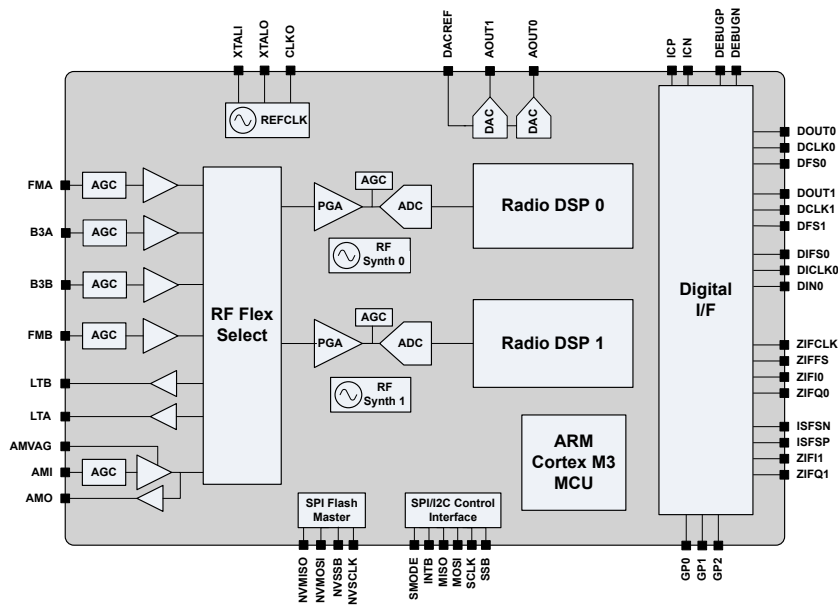 XTALI
XTALO
CLKO
DACREF
AOUT1
AOUT0
ICP
ICN
DEBUGP
DEBUGN
REFCLK
DAC
DAC
FMA
AGC
B3A
AGC
B3B
AGC
FMB
AGC
LTB
LTA
AMVAG
AMI
AGC
AMO
RF Flex
Select
PGA
AGC
ADC
RF
Synth 0
Radio DSP 0
PGA
AGC
ADC
RF
Synth 1
Radio DSP 1
ARM
Cortex M3
MCU
Digital
I/F
DOUT0
DCLK0
DFS0
DOUT1
DCLK1
DFS1
DIFS0
DICLK0
DIN0
ZIFCLK
ZIFFS
ZIFI0
ZIFQ0
ISFSN
ISFSP
ZIFI1
ZIFQ1
SPI Flash
Master
SPI/I2C Control
Interface
NVMISO
NVMOSI
NVSSB
NVSCLK
SMODE
INTB
MISO
MOSI
SCLK
SSB
GP0
GP1
GP2